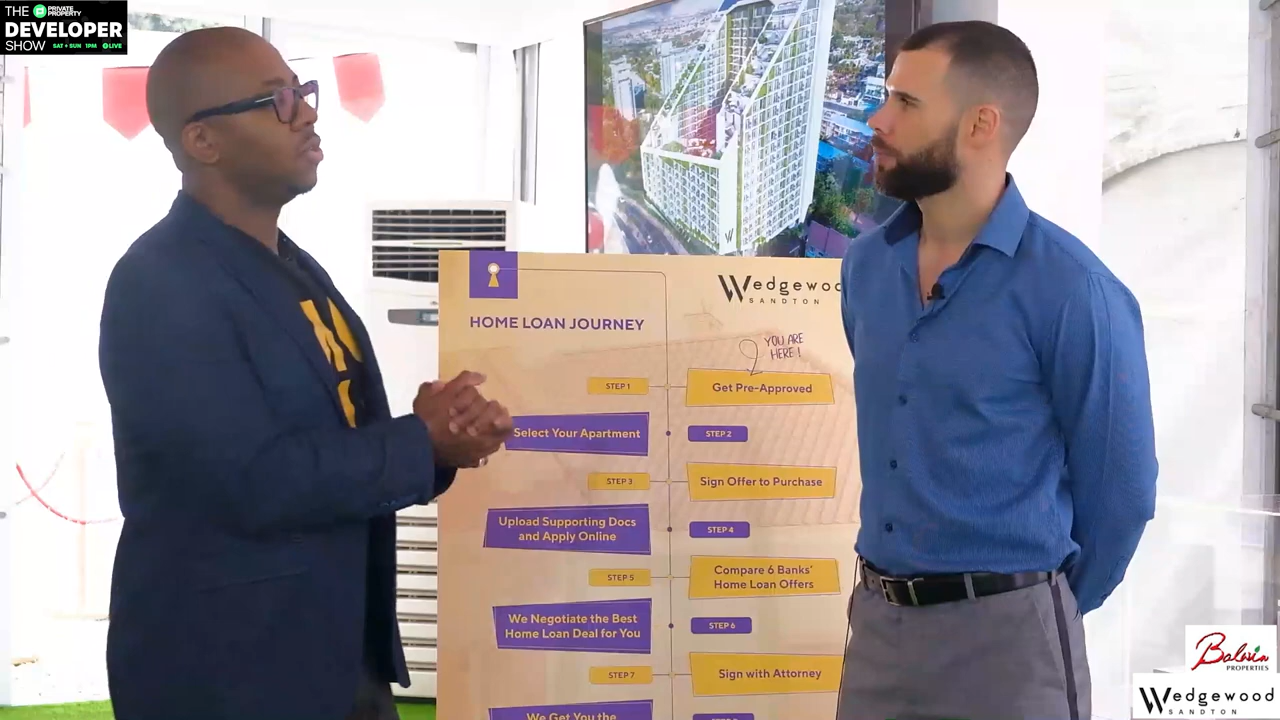 THE PRIVATE PROPERTY
DEVELOPER
SHOW SAT + SUN 1PM LIVE
Wedgewoo
SANDTON
HOME LOAN JOURNEY
YOU ARE
HERE!
STEP 1
Get Pre-Approved
Select Your Apartment
STEP 2
STEP 3
Sign Offer to Purchase
Upload Supporting Docs
and Apply Online
STEP 4
STEP 5
Compare 6 Banks'
Home Loan Offers
We Negotiate the Best
Home Loan Deal for You
STEP 6
STEP 7
Sign with Attorney
We Get You the
Balwin
PROPERTIES
Wedgewood
SANDTON